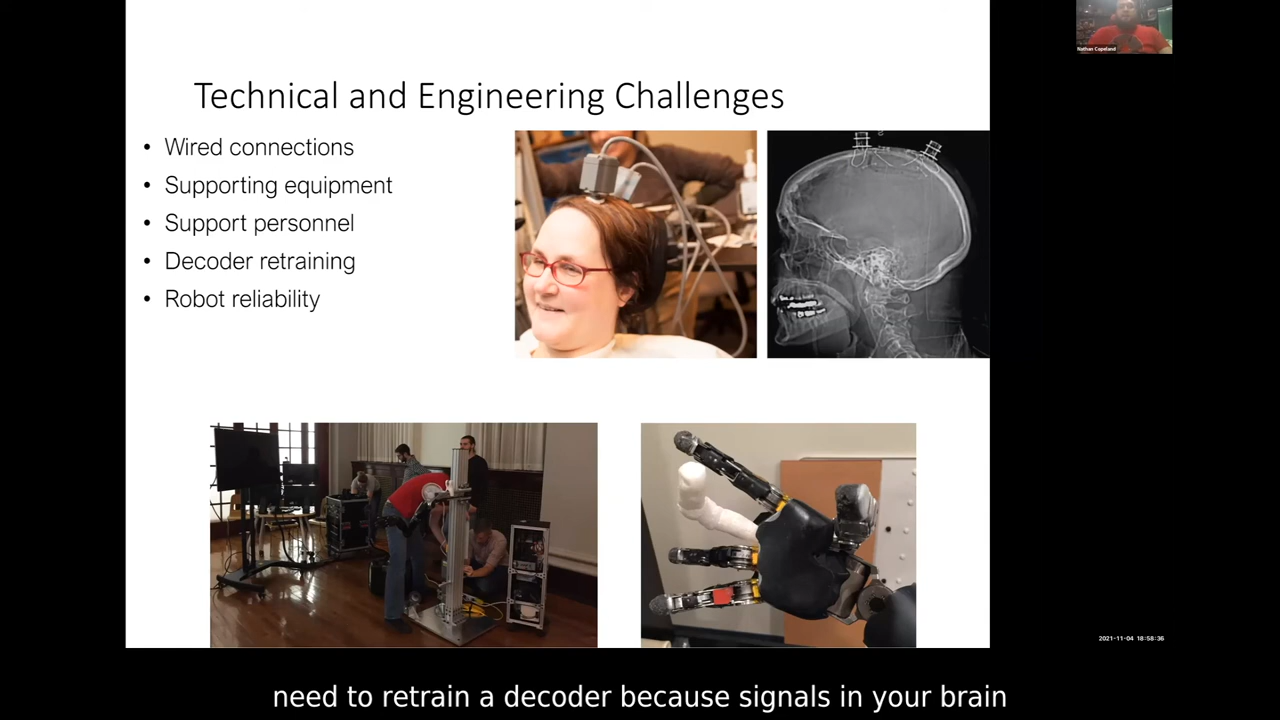 Nathan Copeland
Technical and Engineering Challenges
• Wired connections
• Supporting equipment
• Support personnel
• Decoder retraining
• Robot reliability
2021-11-04 18:58:36
need to retrain a decoder because signals in your brain